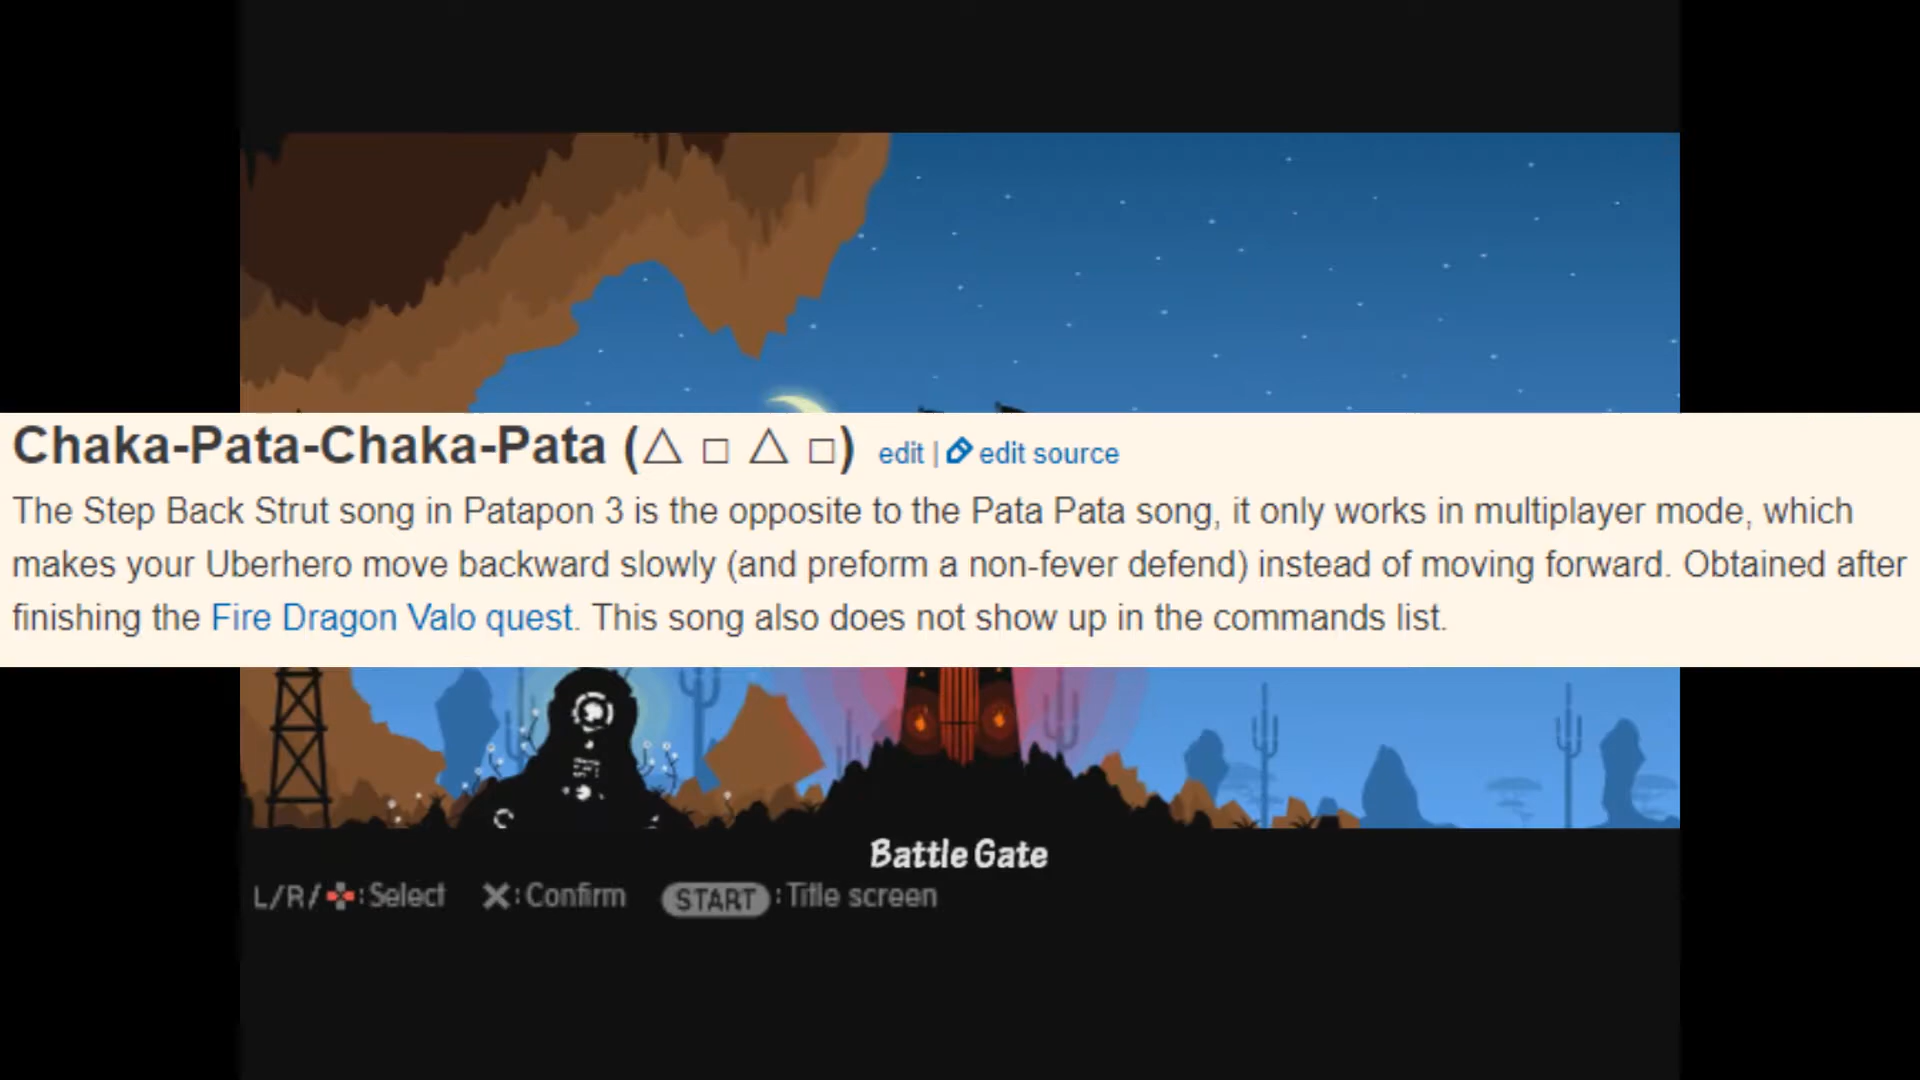 Chaka-Pata-Chaka-Pata (△ □ △ □) edit | edit source
The Step Back Strut song in Patapon 3 is the opposite to the Pata Pata song, it only works in multiplayer mode, which
makes your Uberhero move backward slowly (and preform a non-fever defend) instead of moving forward. Obtained after
finishing the Fire Dragon Valo quest. This song also does not show up in the commands list.
Battle Gate
L/R/✚:Select ✕:Confirm START:Title screen